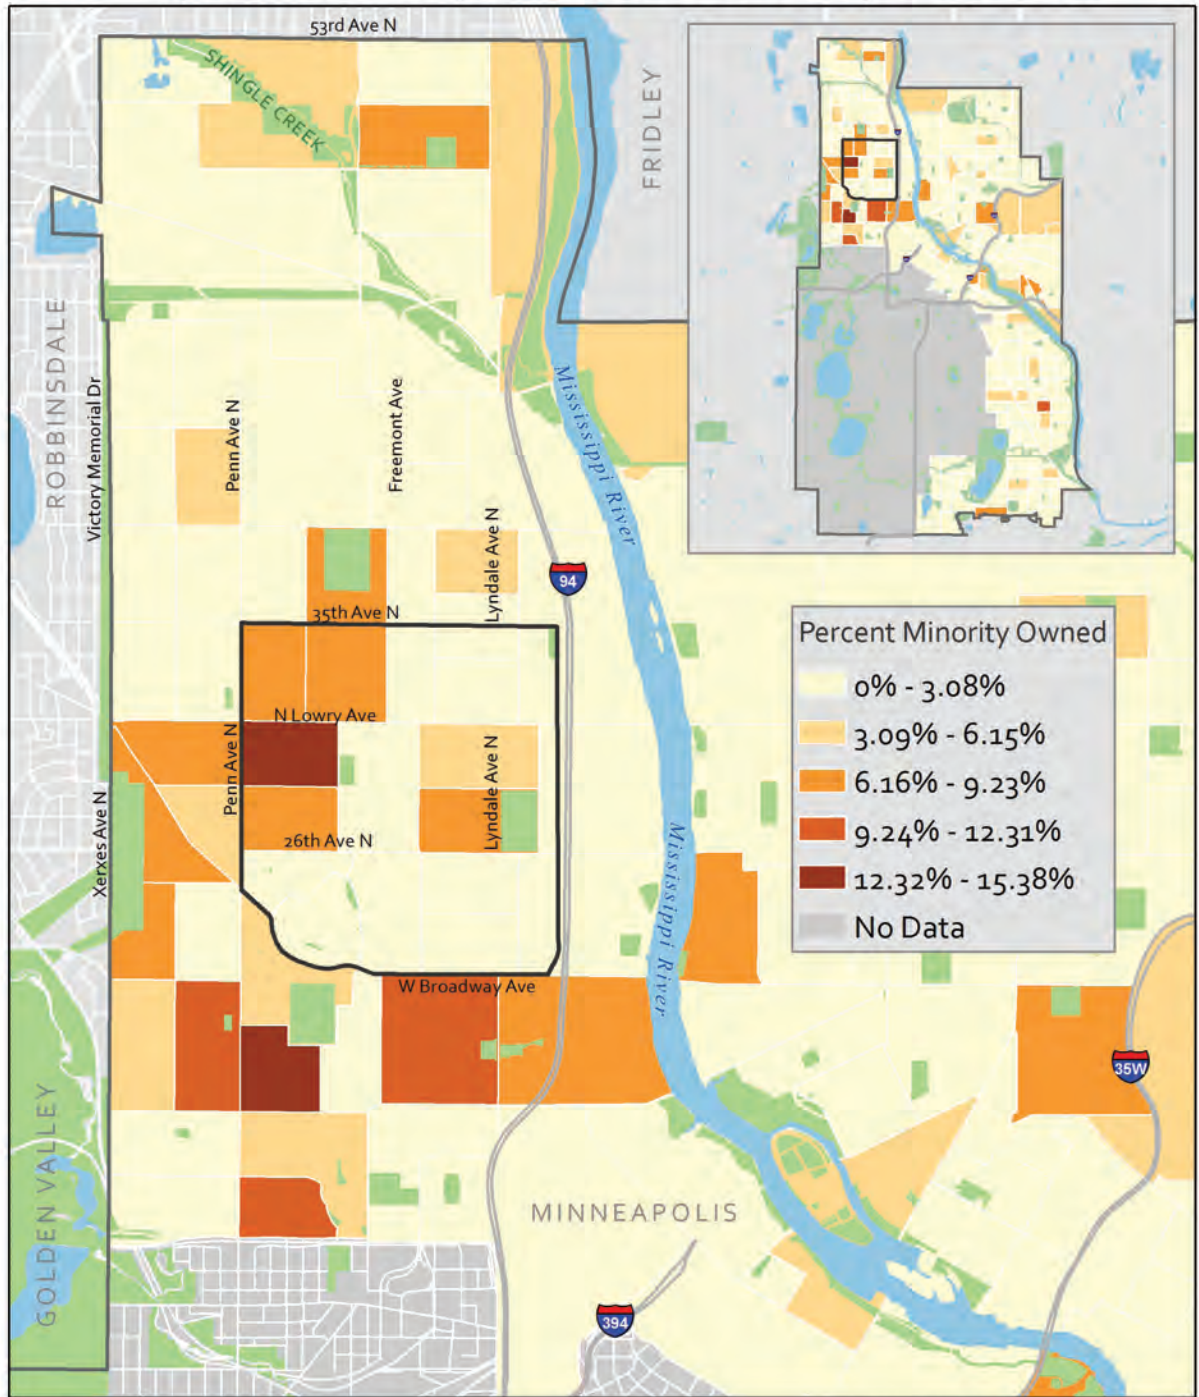 53rd Ave N
SHINGLE CREEK
FRIDLEY
ROBBINSDALE
Victory Memorial Dr
Penn Ave N
Freemont Ave
Mississippi River
Lyndale Ave N
94
35th Ave N
Percent Minority Owned
0% - 3.08%
3.09% - 6.15%
6.16% - 9.23%
9.24% - 12.31%
12.32% - 15.38%
No Data
N Lowry Ave
Penn Ave N
Lyndale Ave N
Xerxes Ave N
26th Ave N
Mississippi River
W Broadway Ave
35W
GOLDEN VALLEY
MINNEAPOLIS
394